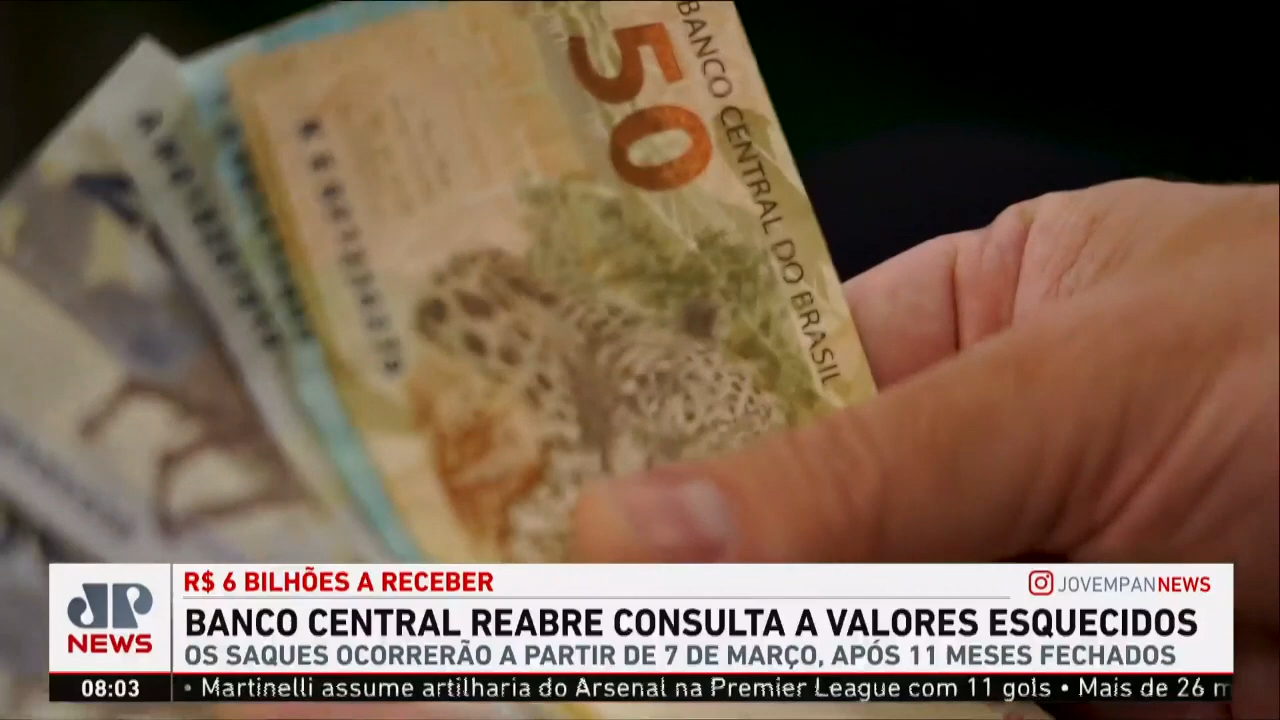 50
BANCO CENTRAL DO BRASIL
R$ 6 BILHÕES A RECEBER
JOVEMPANNEWS
JP
NEWS
BANCO CENTRAL REABRE CONSULTA A VALORES ESQUECIDOS
OS SAQUES OCORRERÃO A PARTIR DE 7 DE MARÇO, APÓS 11 MESES FECHADOS
08:03
• Martinelli assume artilharia do Arsenal na Premier League com 11 gols • Mais de 26 m